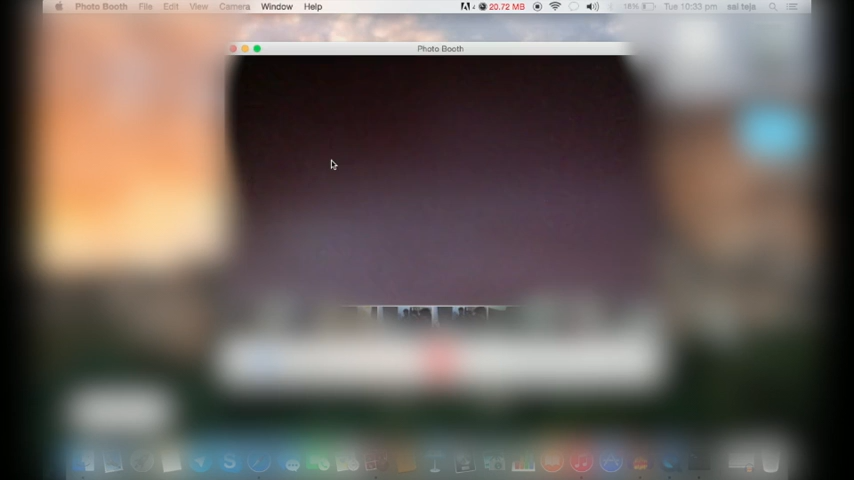 Photo Booth File Edit View Camera Window Help 20.72 MB 16% Tue 10:33 pm sai teja
Photo Booth